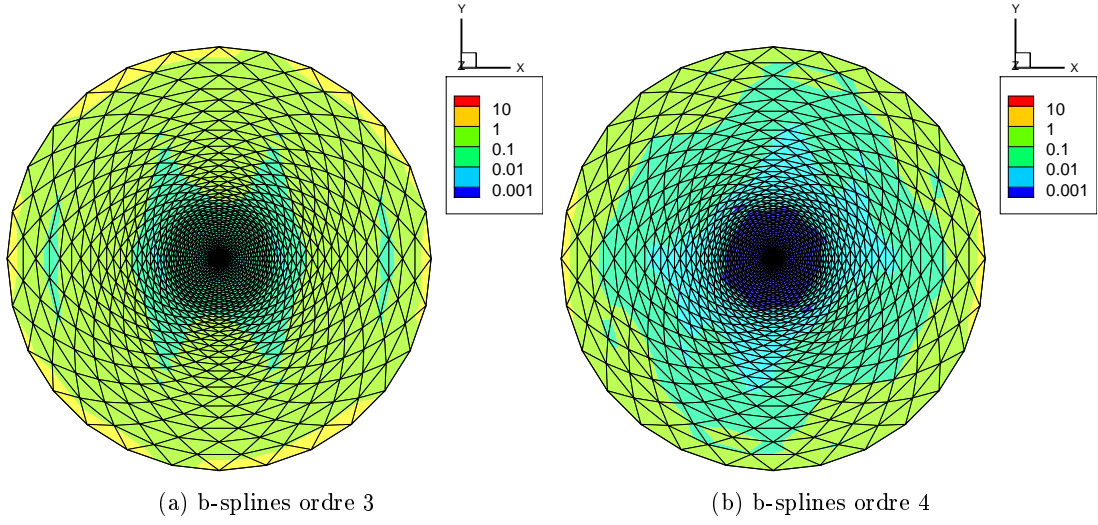 Y
Z X
10
1
0.1
0.01
0.001
Y
Z X
10
1
0.1
0.01
0.001
(a) b-splines ordre 3
(b) b-splines ordre 4